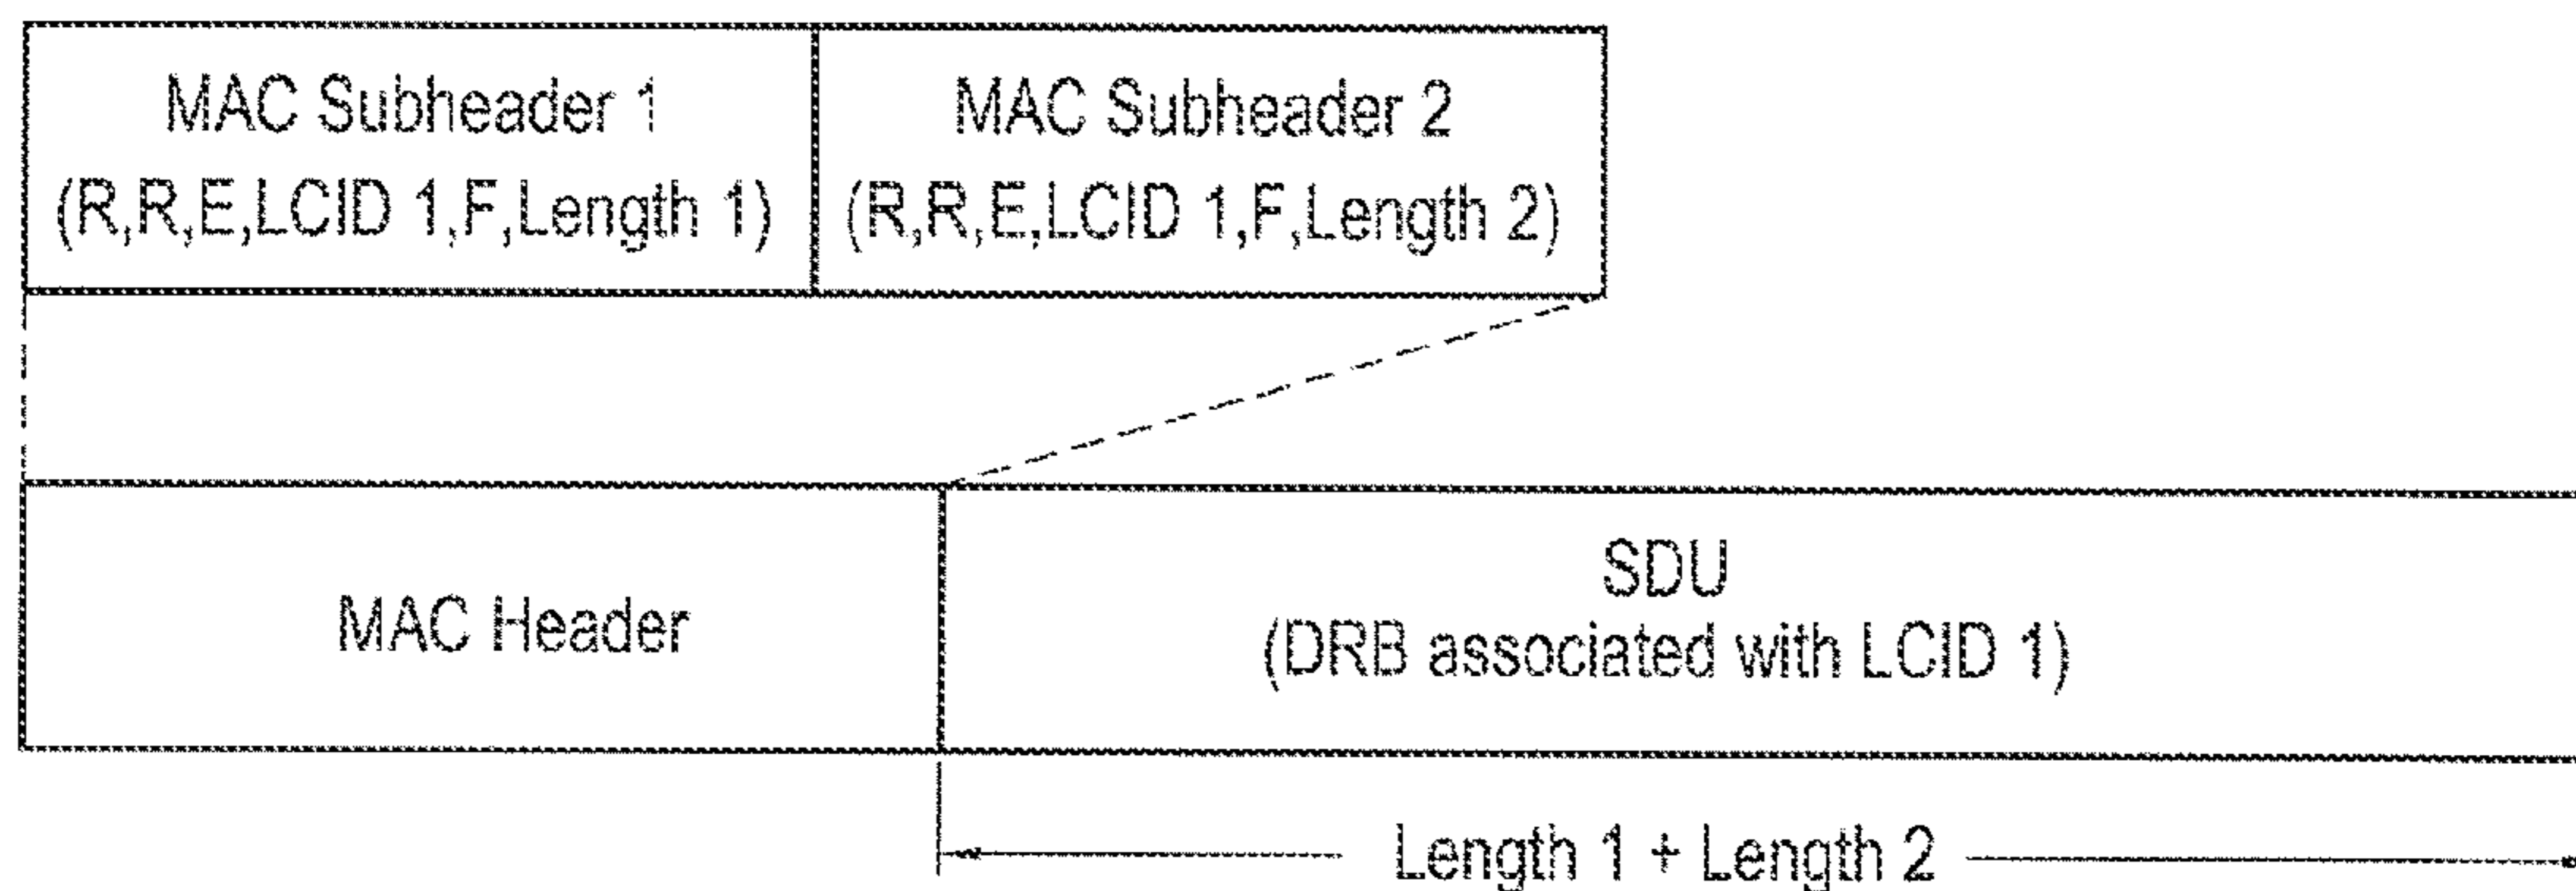 MAC Subheader 1
(R,R,E,LCID 1,F,Length 1)
MAC Subheader 2
(R,R,E,LCID 1,F,Length 2)
MAC Header
SDU
(DRB associated with LCID 1)
Length 1 + Length 2